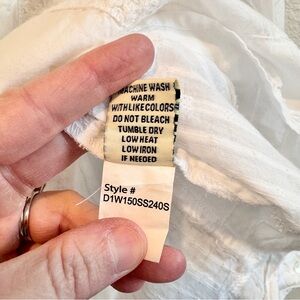 MACHINE WASH
WARM
WITH LIKE COLORS
DO NOT BLEACH
TUMBLE DRY
LOW HEAT
LOW IRON
IF NEEDED
Style #
D1W150SS240S